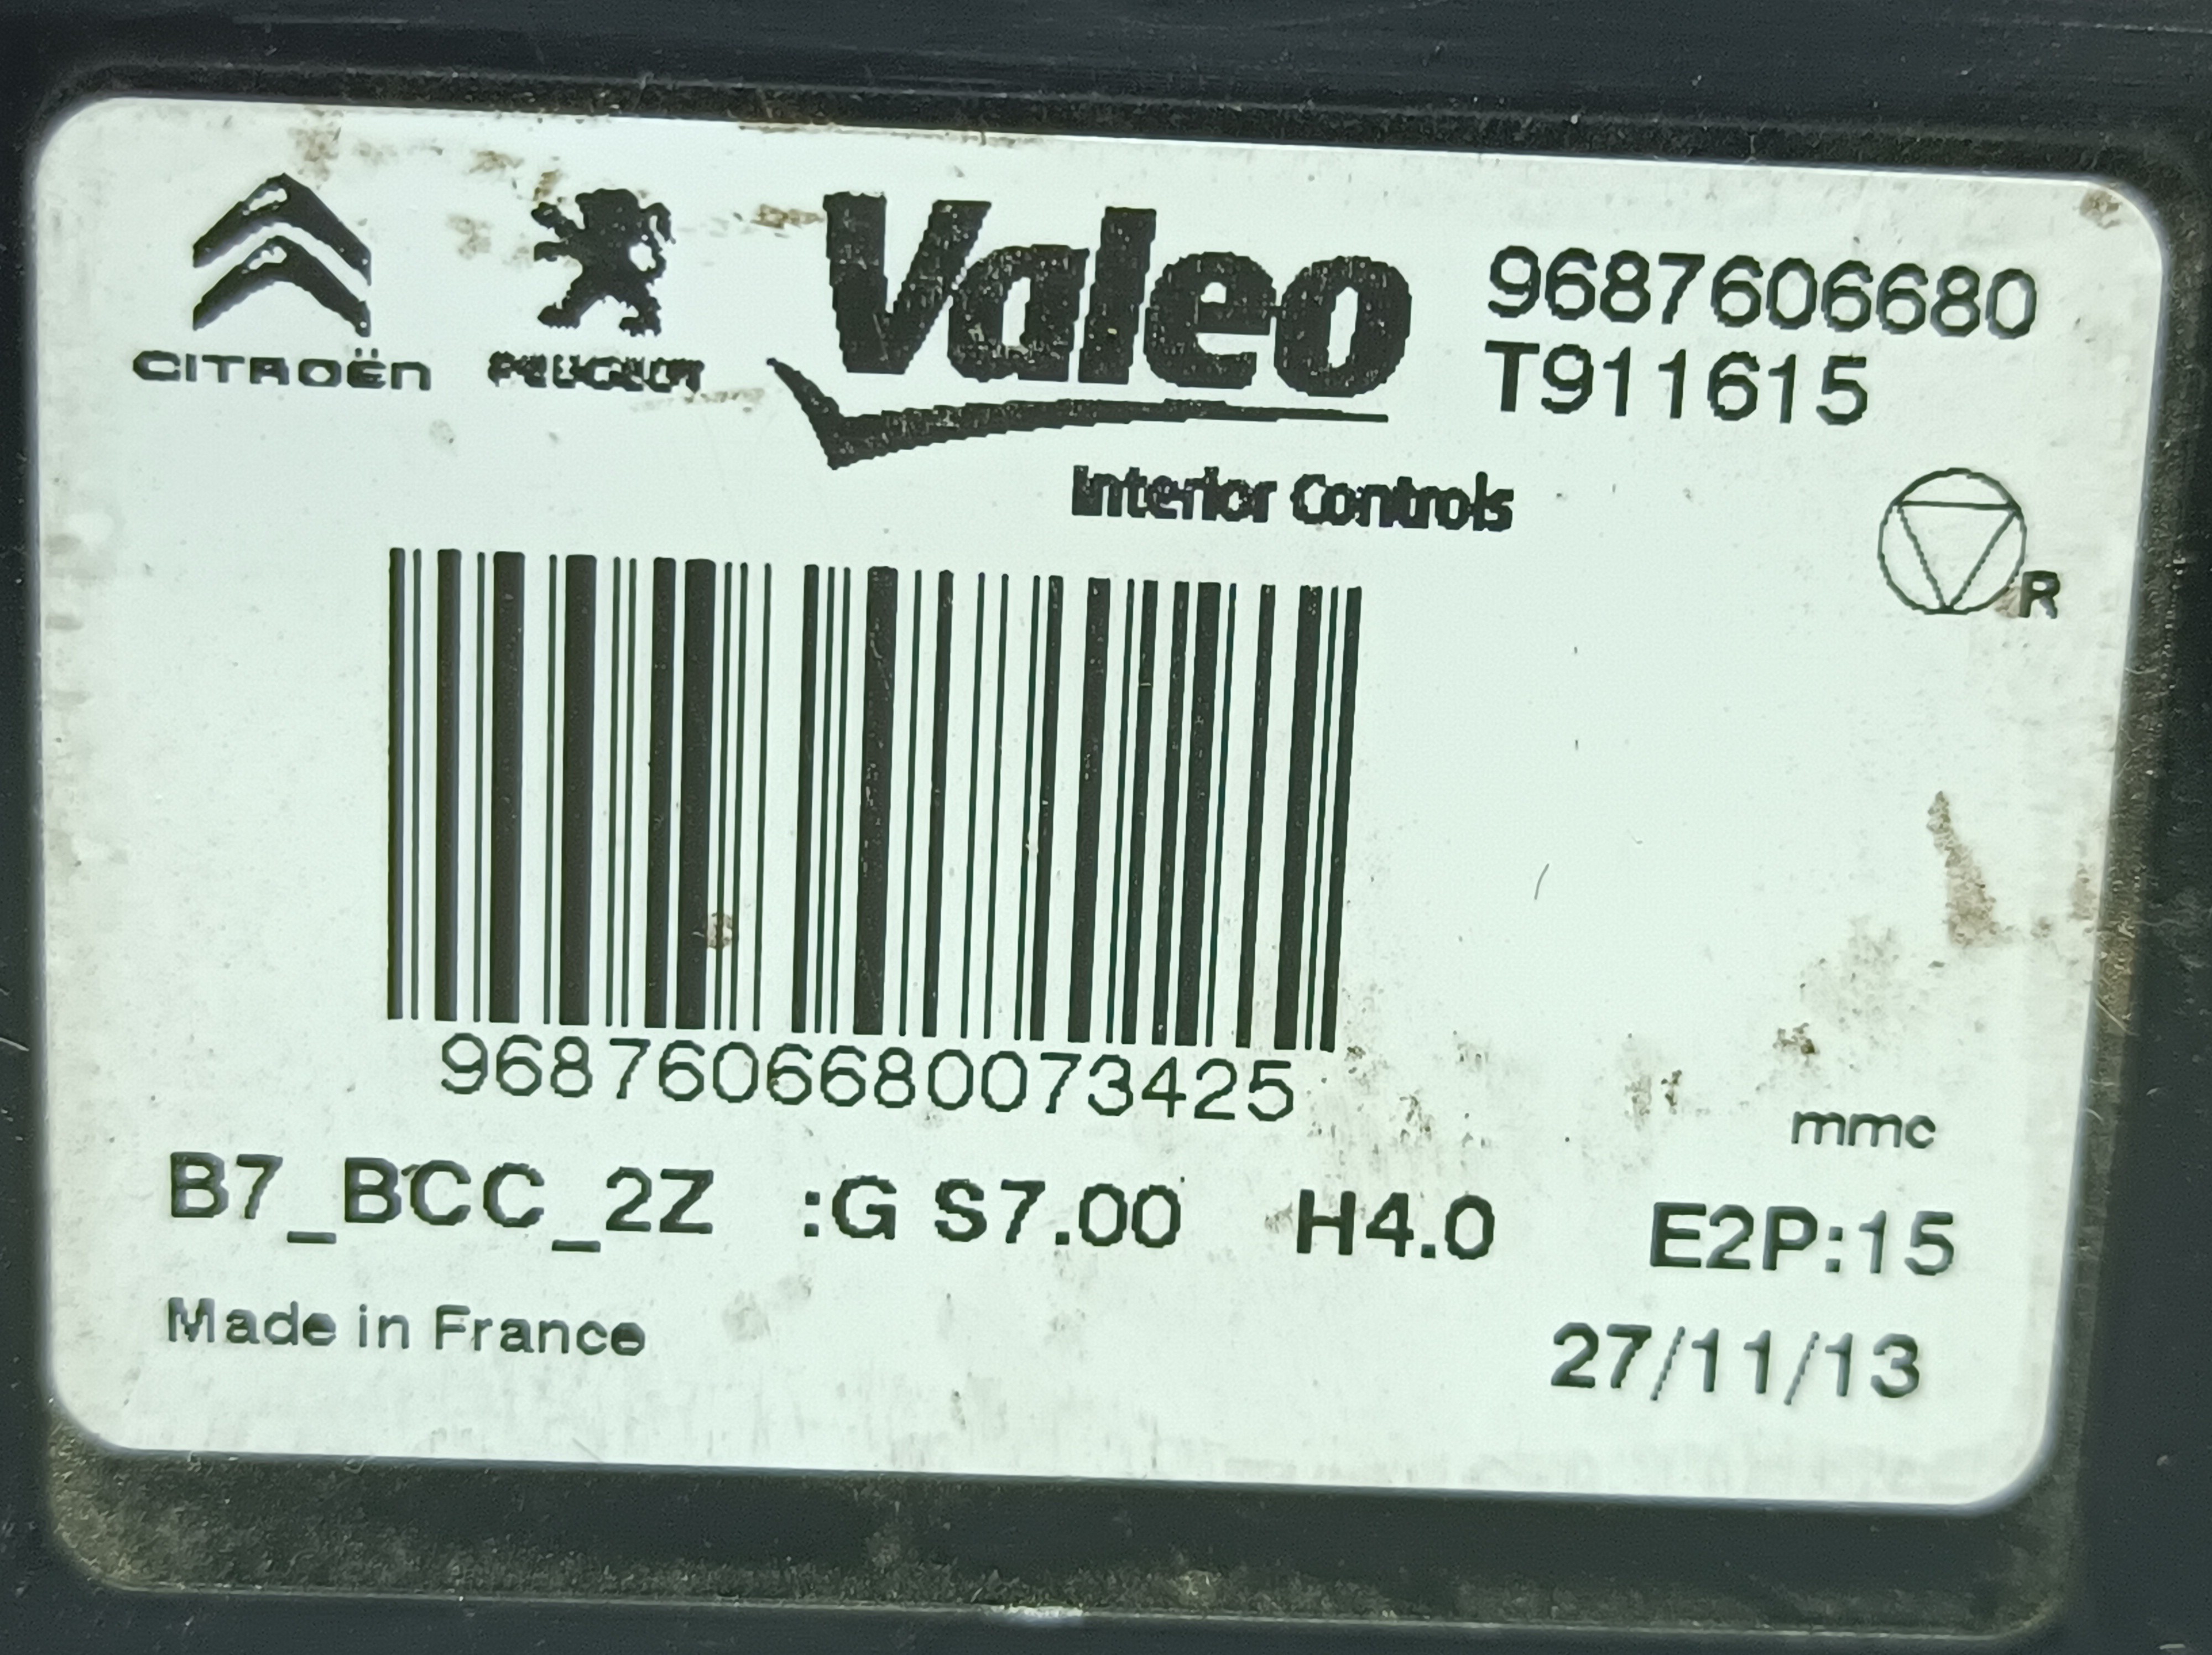 CITROËN PEUGEOT Valeo 9687606680
T911615
Interior Controls
R
9687606680073425
mmc
B7_BCC_2Z :G S7.00 H4.0 E2P:15
Made in France 27/11/13